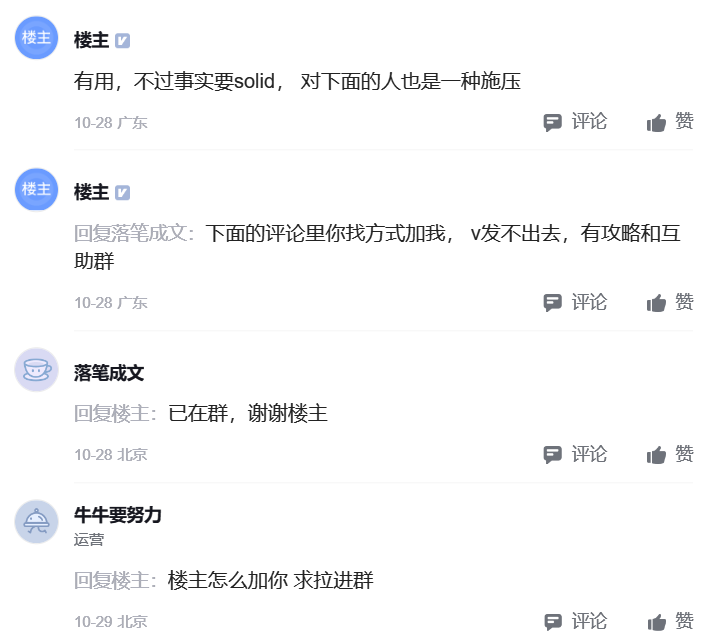 楼主
楼主
有用，不过事实要solid， 对下面的人也是一种施压
10-28 广东
评论
赞
楼主
楼主
回复落笔成文：下面的评论里你找方式加我， v发不出去，有攻略和互
助群
10-28 广东
评论
赞
落笔成文
回复楼主：已在群，谢谢楼主
10-28 北京
评论
赞
牛牛要努力
运营
回复楼主：楼主怎么加你 求拉进群
10-29 北京
评论
赞